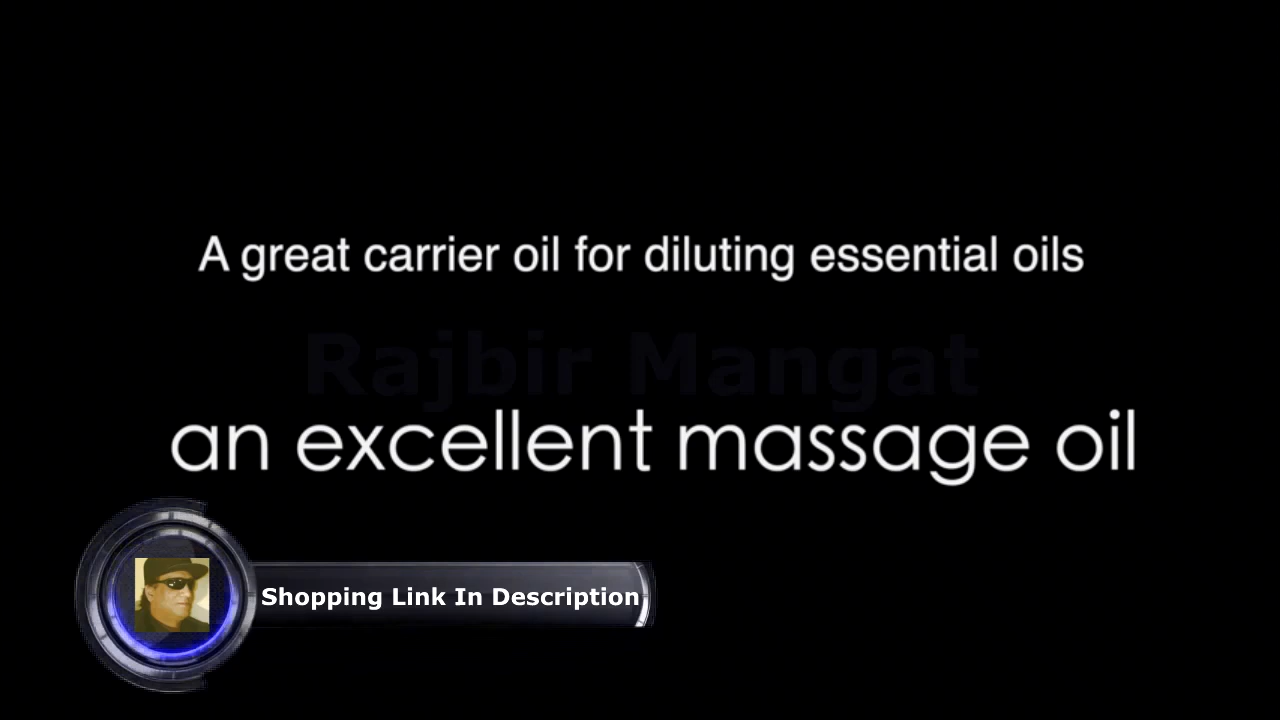 A great carrier oil for diluting essential oils
Rajbir Mangat
an excellent massage oil
Shopping Link In Description